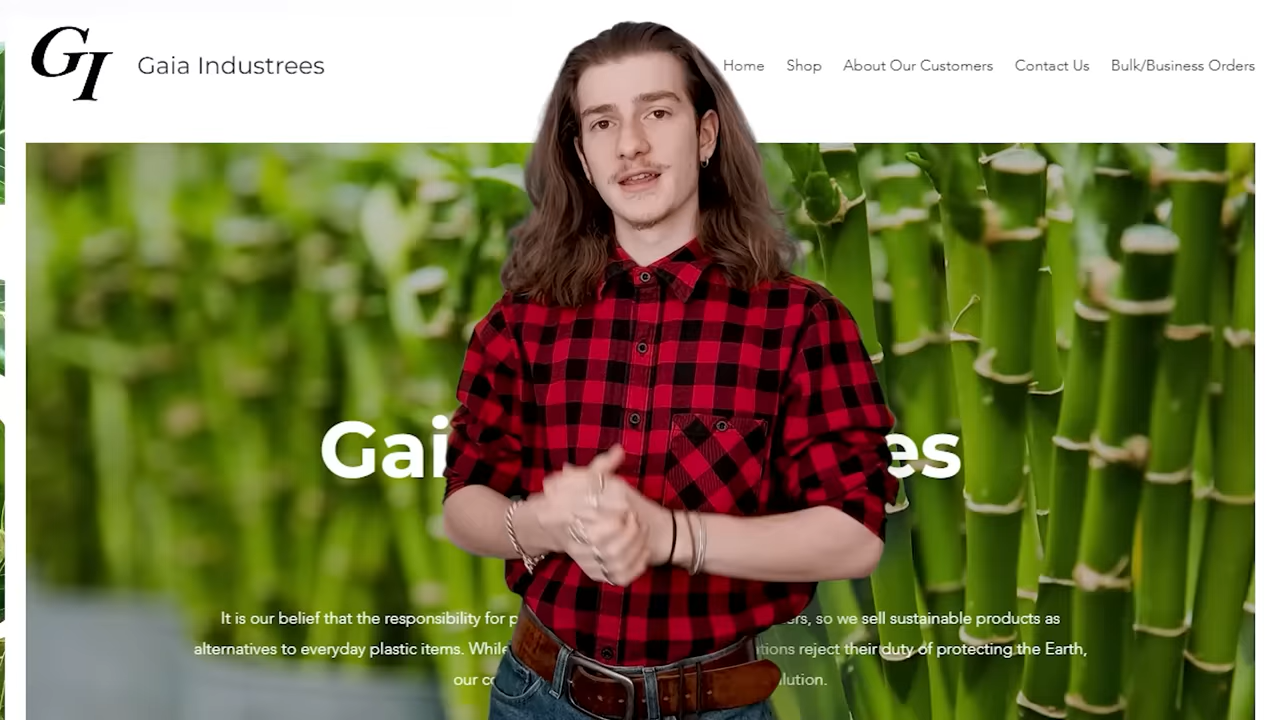 GI
Gaia Industrees
Home Shop About Our Customers Contact Us Bulk/Business Orders
Gai es
It is our belief that the responsibility for p ers, so we sell sustainable products as
alternatives to everyday plastic items. While tions reject their duty of protecting the Earth,
our co lution.